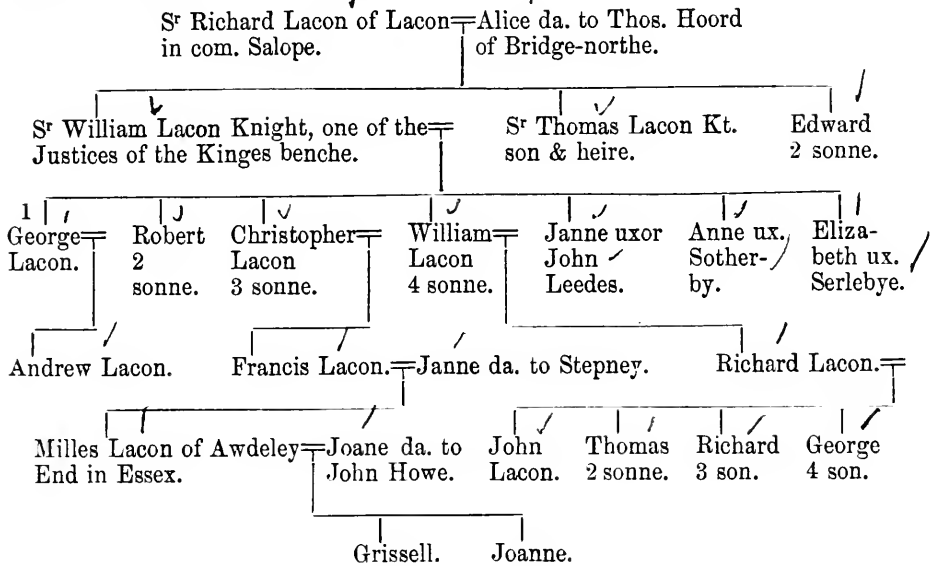 Sʳ Richard Lacon of Lacon Alice da. to Thos. Hoord
in com. Salope. of Bridge-northe.
Sʳ William Lacon Knight, one of the
Justices of the Kinges benche.
Sʳ Thomas Lacon Kt.
son & heire.
Edward
2 sonne.
1
George
Lacon.
Robert
2
sonne.
Christopher
Lacon
3 sonne.
William
Lacon
4 sonne.
Janne uxor
John
Leedes.
Anne ux.
Sother-
by.
Eliza-
beth ux.
Serlebye.
Andrew Lacon.
Francis Lacon. Janne da. to Stepney.
Richard Lacon.
Milles Lacon of Awdeley
End in Essex.
Joane da. to
John Howe.
John
Lacon.
Thomas
2 sonne.
Richard
3 son.
George
4 son.
Grissell. Joanne.